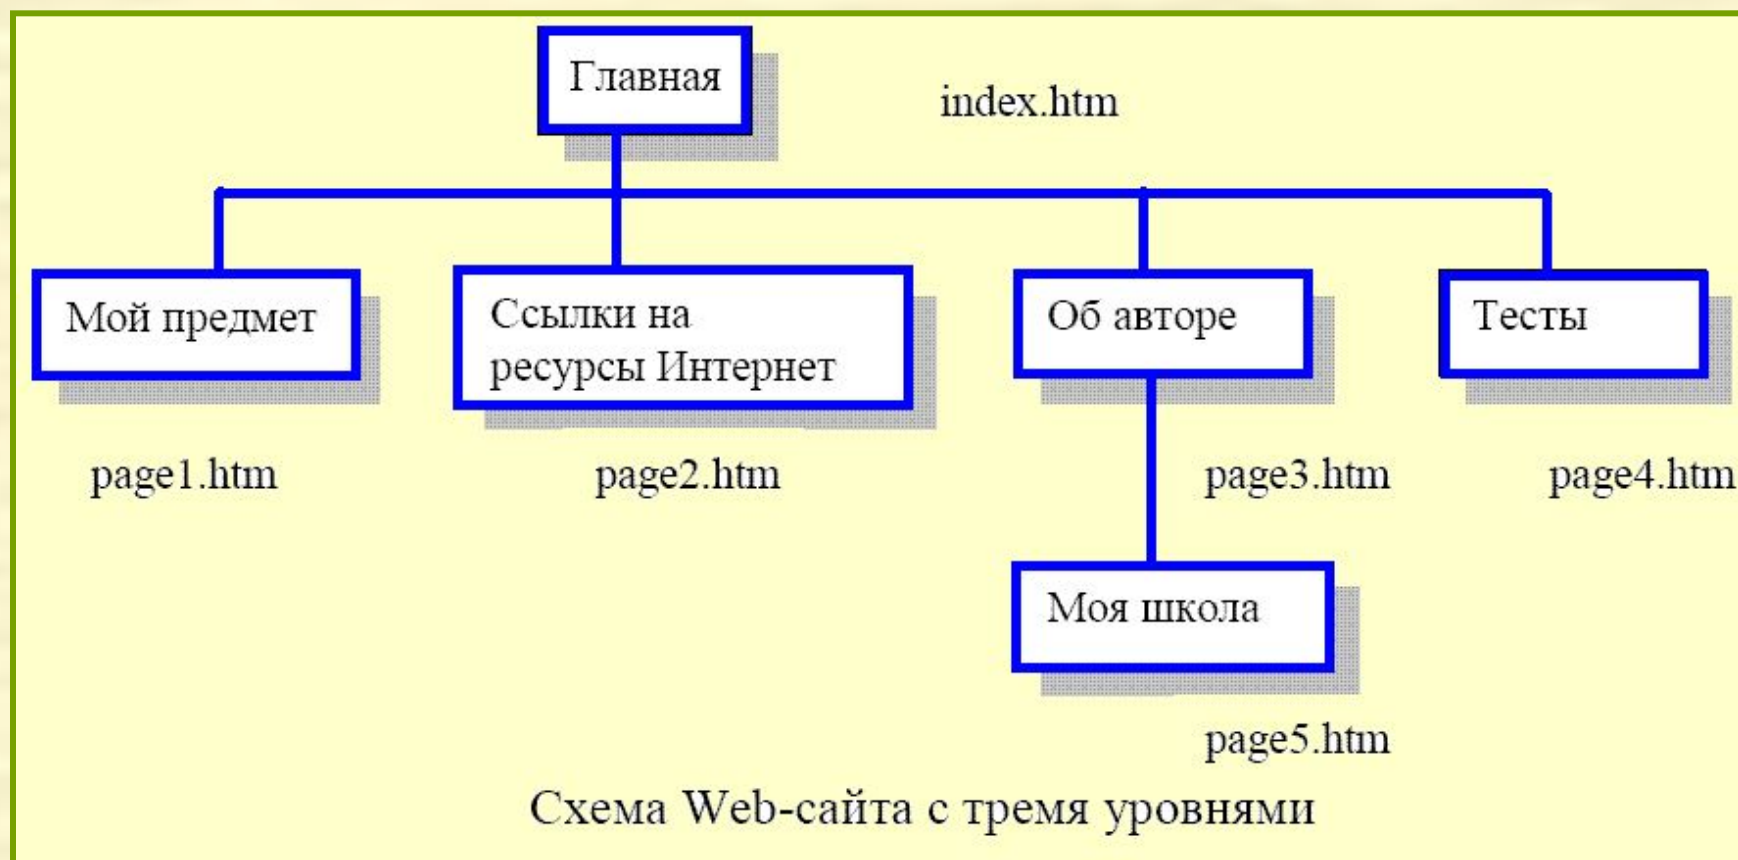 Главная
index.htm
Мой предмет
Ссылки на
ресурсы Интернет
Об авторе
Тесты
page1.htm
page2.htm
page3.htm
page4.htm
Моя школа
page5.htm
Схема Web-сайта с тремя уровнями